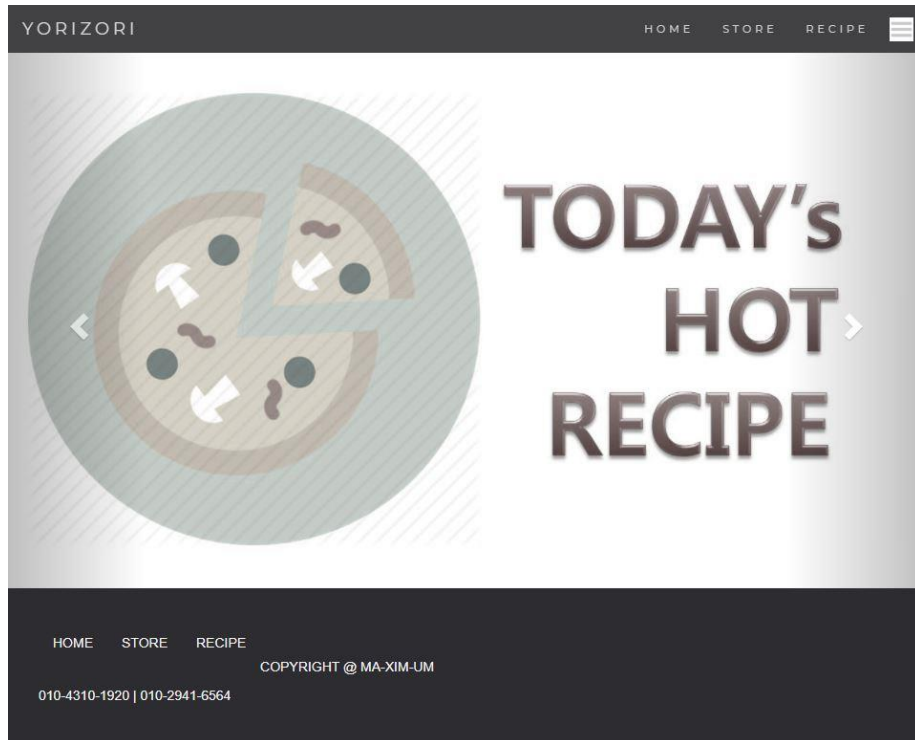 YORIZORI HOME STORE RECIPE
TODAY's
HOT
RECIPE
HOME STORE RECIPE
COPYRIGHT @ MA-XIM-UM
010-4310-1920 | 010-2941-6564